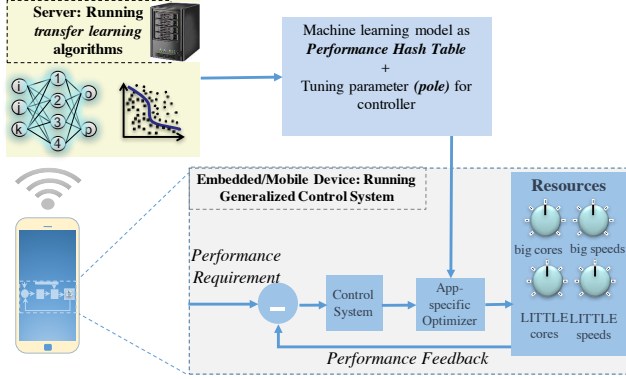 Server: Running
transfer learning
algorithms
i
j
k
1
2
3
4
o
p
Machine learning model as
Performance Hash Table
+
Tuning parameter (pole) for
controller
Embedded/Mobile Device: Running
Generalized Control System
Performance
Requirement
–
Control
System
App-
specific
Optimizer
Resources
big cores big speeds
LITTLE LITTLE
cores speeds
Performance Feedback